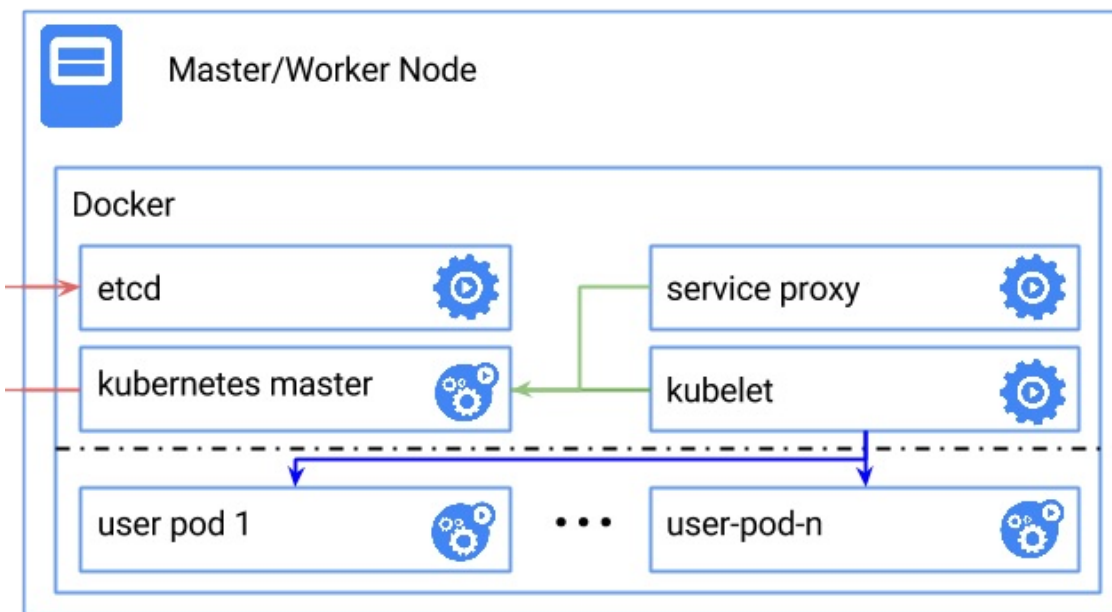 Master/Worker Node
Docker
etcd
service proxy
kubernetes master
kubelet
user pod 1
...
user-pod-n